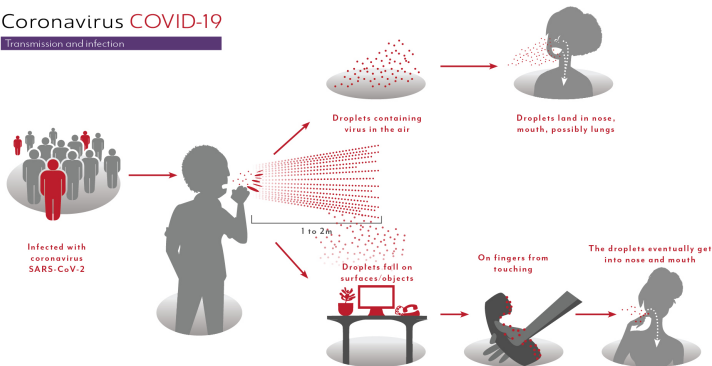 Coronavirus COVID-19
Transmission and infection
Infected with
coronavirus
SARS-CoV-2
1 to 2m
Droplets containing
virus in the air
Droplets land in nose,
mouth, possibly lungs
Droplets fall on
surfaces/objects
On fingers from
touching
The droplets eventually get
into nose and mouth